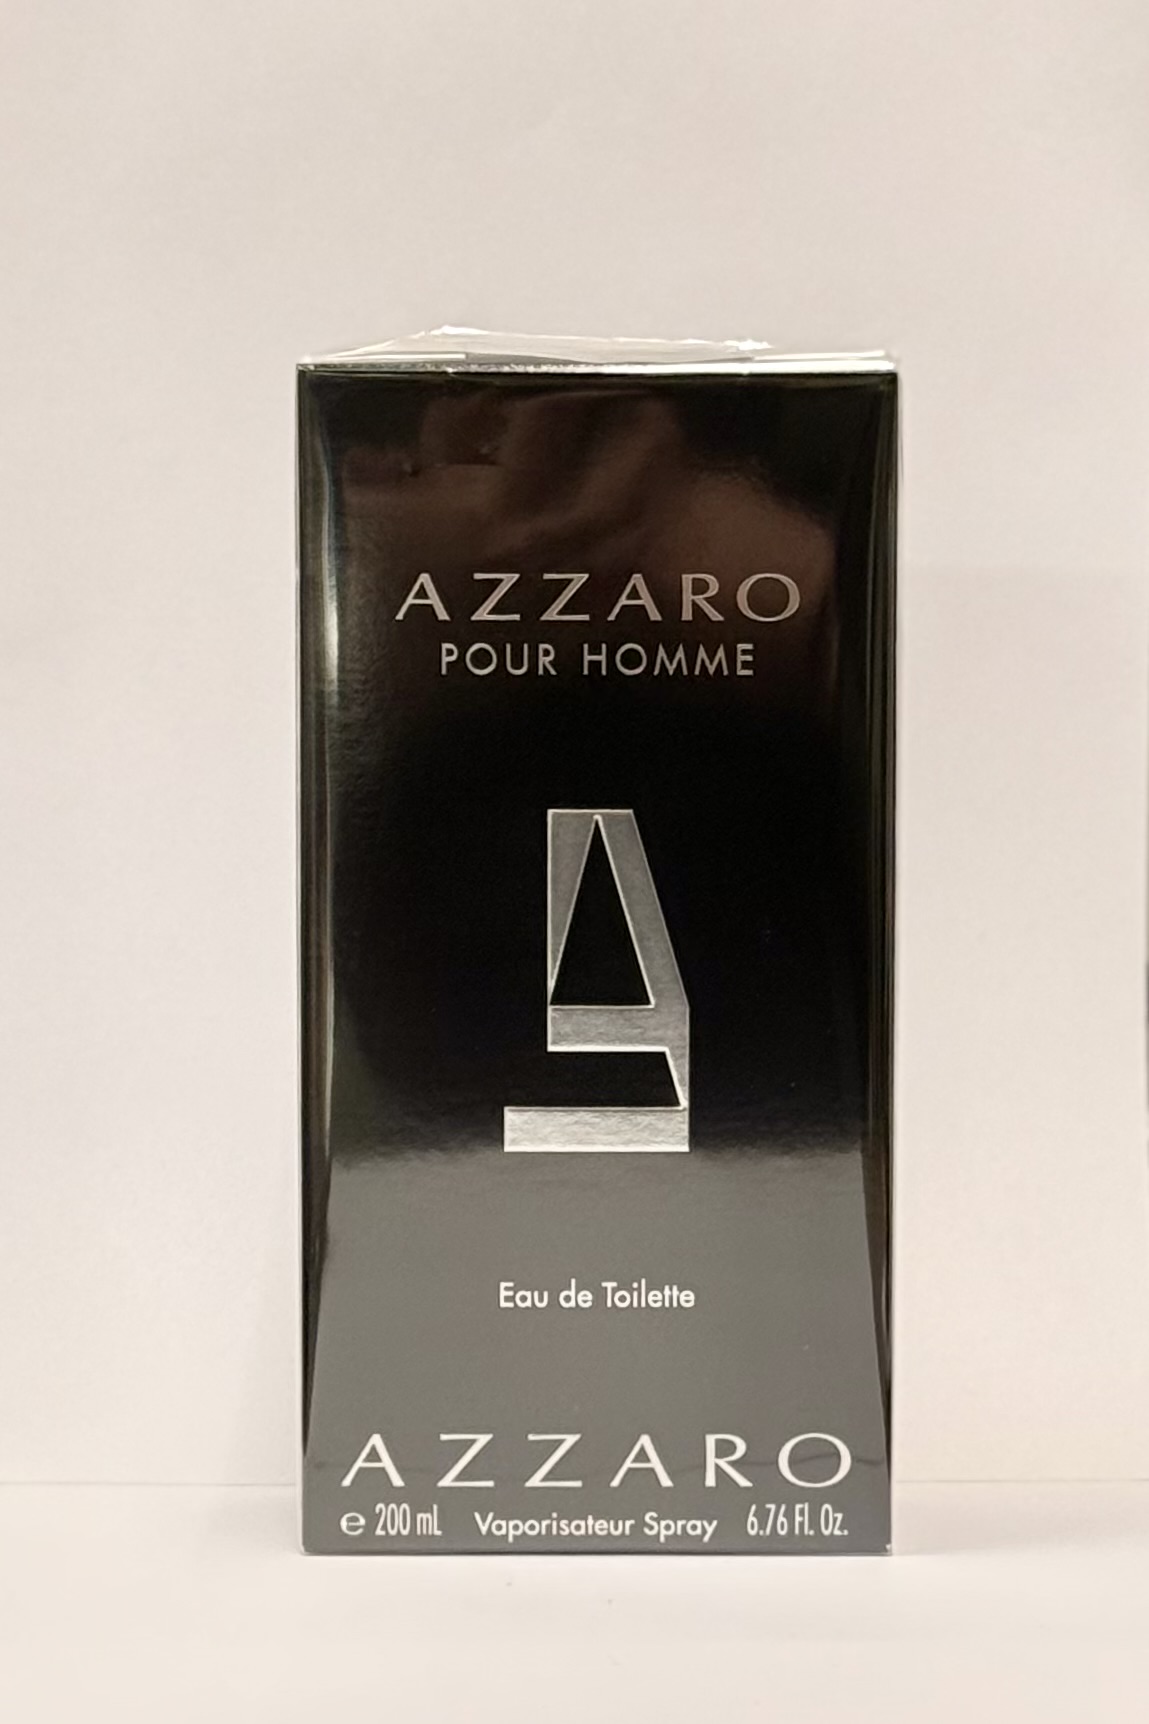 AZZARO
POUR HOMME
Eau de Toilette
AZZARO
℮ 200 mL Vaporisateur Spray 6.76 Fl. Oz.